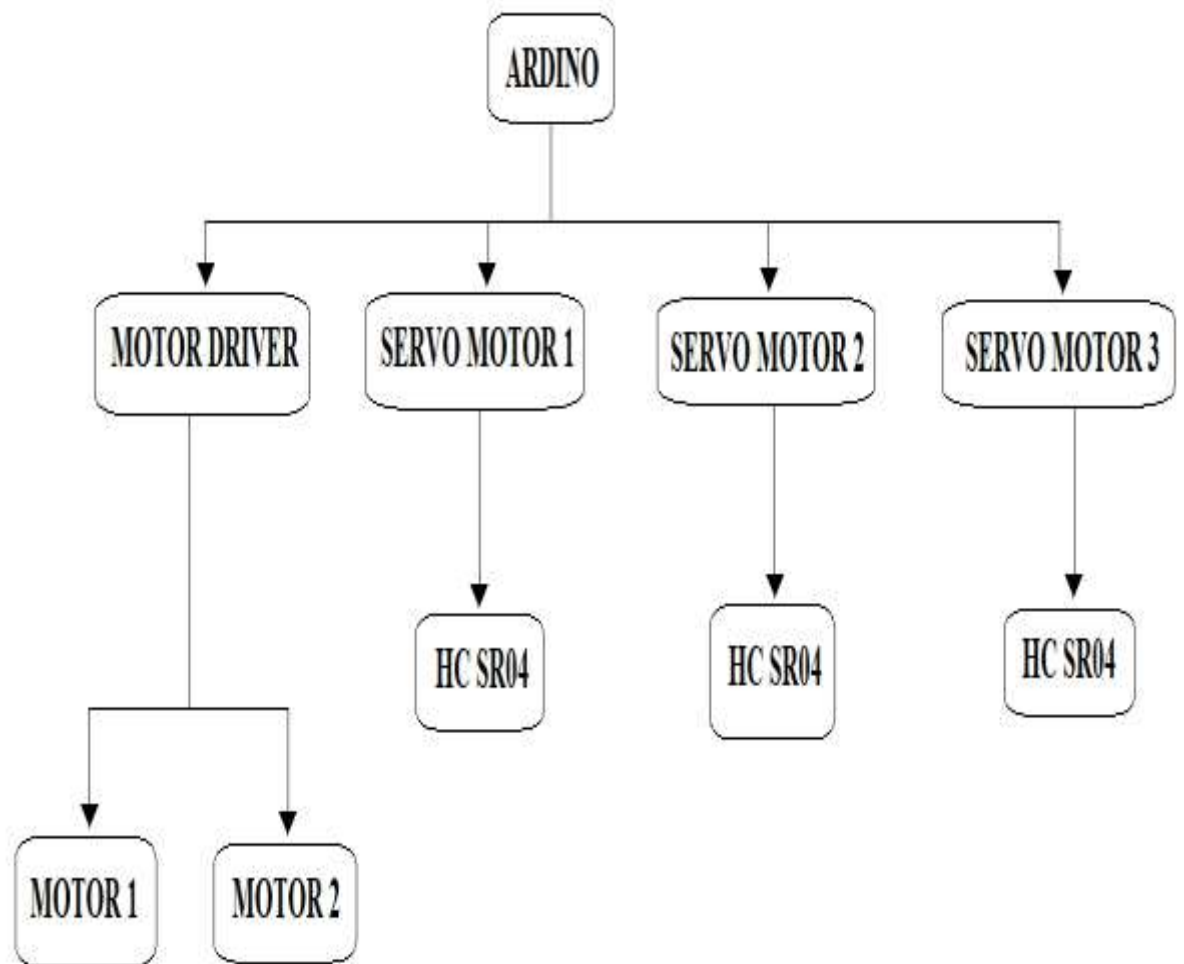 ARDINO
MOTOR DRIVER
SERVO MOTOR 1
SERVO MOTOR 2
SERVO MOTOR 3
HC SR04
HC SR04
HC SR04
MOTOR 1
MOTOR 2